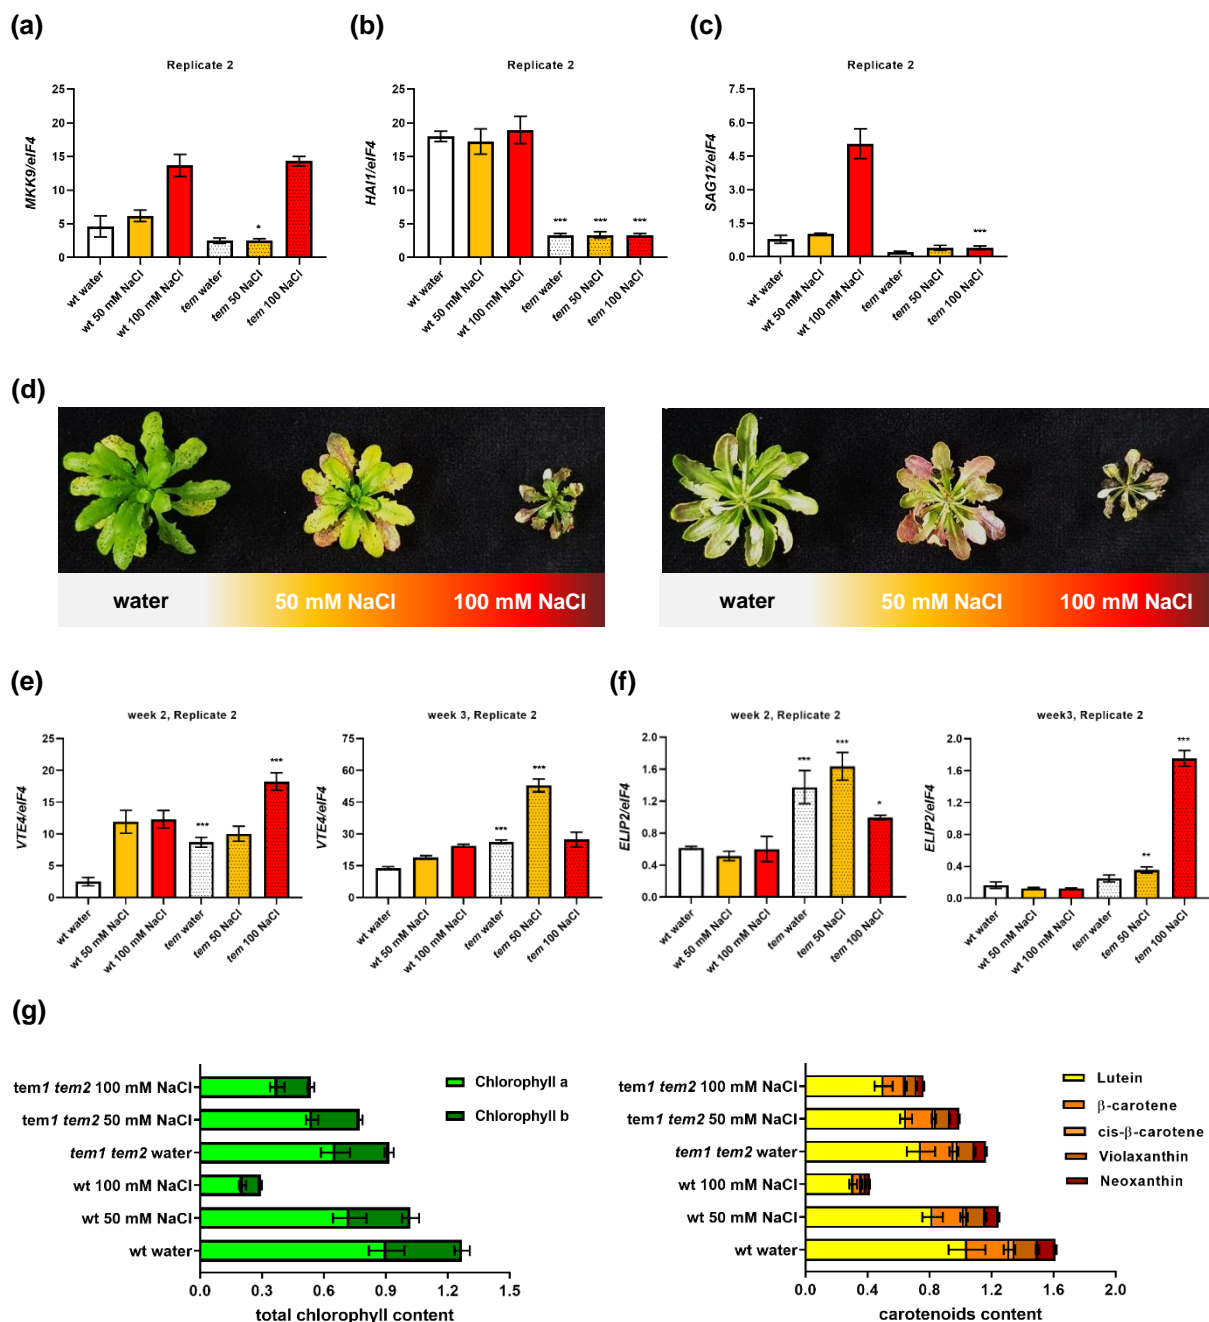 (a)
Replicate 2
MKK9/eIF4
25
20
15
10
5
0
*
wt water
wt 50 mM NaCl
wt 100 mM NaCl
tem water
tem 50 NaCl
tem 100 NaCl
(b)
Replicate 2
HAI1/eIF4
25
20
15
10
5
0
***
***
***
wt water
wt 50 mM NaCl
wt 100 mM NaCl
tem water
tem 50 NaCl
tem 100 NaCl
(c)
Replicate 2
SAG12/eIF4
7.5
6.0
4.5
3.0
1.5
0.0
***
wt water
wt 50 mM NaCl
wt 100 mM NaCl
tem water
tem 50 NaCl
tem 100 NaCl
(d)
water
50 mM NaCl
100 mM NaCl
water
50 mM NaCl
100 mM NaCl
(e)
week 2, Replicate 2
VTE4/eIF4
25
20
15
10
5
0
***
***
wt water
wt 50 mM NaCl
wt 100 mM NaCl
tem water
tem 50 NaCl
tem 100 NaCl
week 3, Replicate 2
VTE4/eIF4
75
60
45
30
15
0
***
***
wt water
wt 50 mM NaCl
wt 100 mM NaCl
tem water
tem 50 NaCl
tem 100 NaCl
(f)
week 2, Replicate 2
ELIP2/eIF4
2.0
1.6
1.2
0.8
0.4
0.0
***
***
*
wt water
wt 50 mM NaCl
wt 100 mM NaCl
tem water
tem 50 NaCl
tem 100 NaCl
week3, Replicate 2
ELIP2/eIF4
2.0
1.6
1.2
0.8
0.4
0.0
**
***
wt water
wt 50 mM NaCl
wt 100 mM NaCl
tem water
tem 50 NaCl
tem 100 NaCl
(g)
tem1 tem2 100 mM NaCl
tem1 tem2 50 mM NaCl
tem1 tem2 water
wt 100 mM NaCl
wt 50 mM NaCl
wt water
Chlorophyll a
Chlorophyll b
0.0 0.3 0.6 0.9 1.2 1.5
total chlorophyll content
tem1 tem2 100 mM NaCl
tem1 tem2 50 mM NaCl
tem1 tem2 water
wt 100 mM NaCl
wt 50 mM NaCl
wt water
Lutein
β-carotene
cis-β-carotene
Violaxanthin
Neoxanthin
0.0 0.4 0.8 1.2 1.6 2.0
carotenoids content